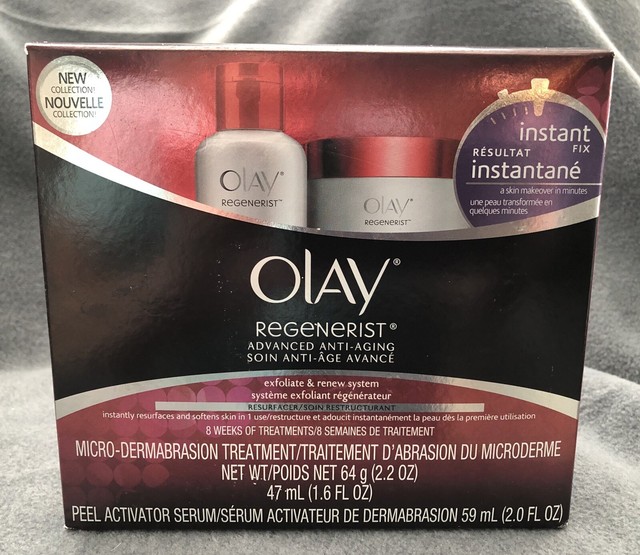 NEW
COLLECTION!
NOUVELLE
COLLECTION!
OLAY®
REGENERIST™
OLAY®
REGENERIST™
instant
FIX
RÉSULTAT
instantané
a skin makeover in minutes
une peau transformée en
quelques minutes
OLAY®
REGENERIST®
ADVANCED ANTI-AGING
SOIN ANTI-ÂGE AVANCÉ
exfoliate & renew system
système exfoliant régénérateur
RESURFACER/SOIN RESTRUCTURANT
instantly resurfaces and softens skin in 1 use/restructure et adoucit instantanément la peau dès la première utilisation
8 WEEKS OF TREATMENTS/8 SEMAINES DE TRAITEMENT
MICRO-DERMABRASION TREATMENT/TRAITEMENT D'ABRASION DU MICRODERME
NET WT/POIDS NET 64 g (2.2 OZ)
47 mL (1.6 FL OZ)
PEEL ACTIVATOR SERUM/SÉRUM ACTIVATEUR DE DERMABRASION 59 mL (2.0 FL OZ)